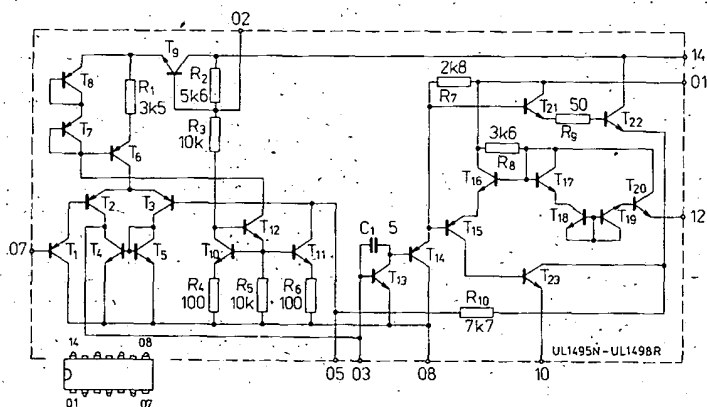 02
T9
14
2k8
T8
R1
3k5
R2
5k6
R7
01
T21
50
R9
T22
T7
T6
R3
10k
3k6
R8
T16
T17
T20
T2
T3
T18
T19
12
T12
C1 5
T15
07
T1
T4
T5
T10
T11
T14
T13
T23
R4
100
R5
10k
R6
100
R10
7k7
UL1495N-UL1498R
14
08
05
03
08
10
01
07